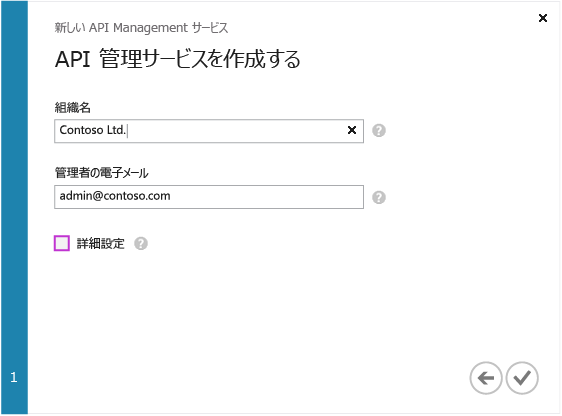 新しい API Management サービス
API 管理サービスを作成する
組織名
Contoso Ltd.
管理者の電子メール
admin@contoso.com
詳細設定
1